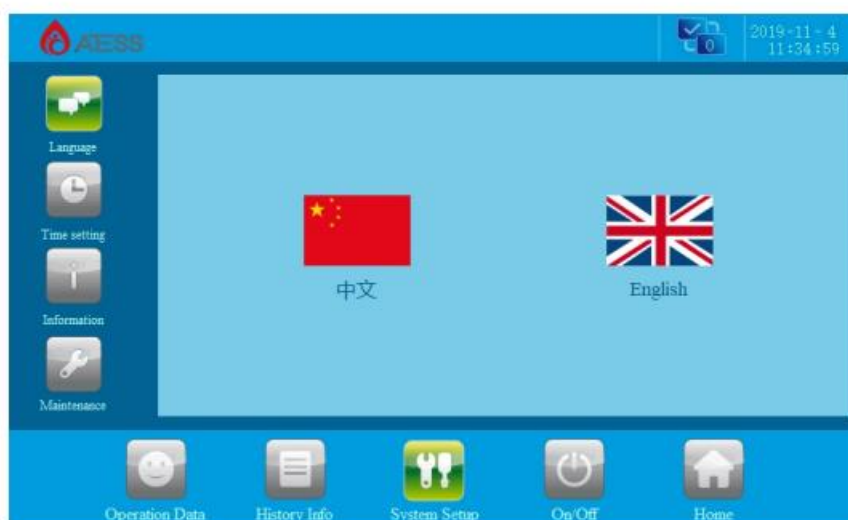 ATESS
0
2019-11- 4
11:34:59
Language
Time setting
Information
Maintenance
中文
English
Operation Data
History Info
System Setup
On/Off
Home